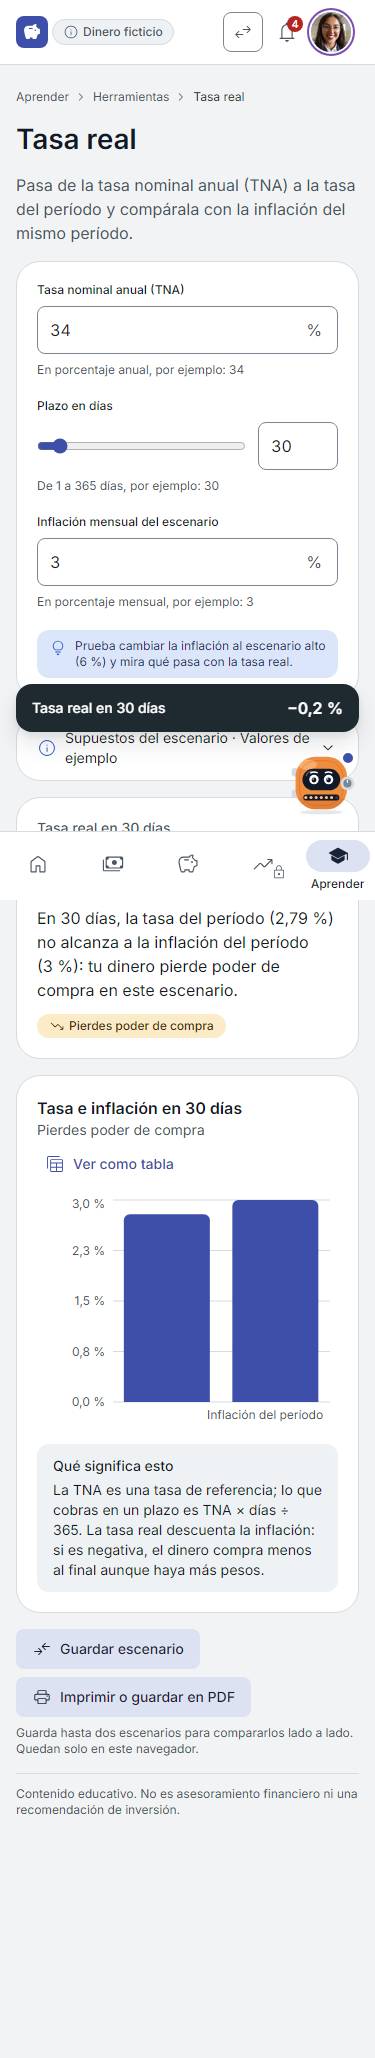 Dinero ficticio
4
Aprender > Herramientas > Tasa real
Tasa real
Pasa de la tasa nominal anual (TNA) a la tasa
del período y compárala con la inflación del
mismo período.
Tasa nominal anual (TNA)
34 %
En porcentaje anual, por ejemplo: 34
Plazo en días
30
De 1 a 365 días, por ejemplo: 30
Inflación mensual del escenario
3 %
En porcentaje mensual, por ejemplo: 3
Prueba cambiar la inflación al escenario alto
(6 %) y mira qué pasa con la tasa real.
Tasa real en 30 días −0,2 %
Supuestos del escenario · Valores de
ejemplo
Tasa real en 30 días
Aprender
En 30 días, la tasa del período (2,79 %)
no alcanza a la inflación del período
(3 %): tu dinero pierde poder de
compra en este escenario.
Pierdes poder de compra
Tasa e inflación en 30 días
Pierdes poder de compra
Ver como tabla
3,0 %
2,3 %
1,5 %
0,8 %
0,0 %
Inflación del periodo
Qué significa esto
La TNA es una tasa de referencia; lo que
cobras en un plazo es TNA × días ÷
365. La tasa real descuenta la inflación:
si es negativa, el dinero compra menos
al final aunque haya más pesos.
Guardar escenario
Imprimir o guardar en PDF
Guarda hasta dos escenarios para compararlos lado a lado.
Quedan solo en este navegador.
Contenido educativo. No es asesoramiento financiero ni una
recomendación de inversión.